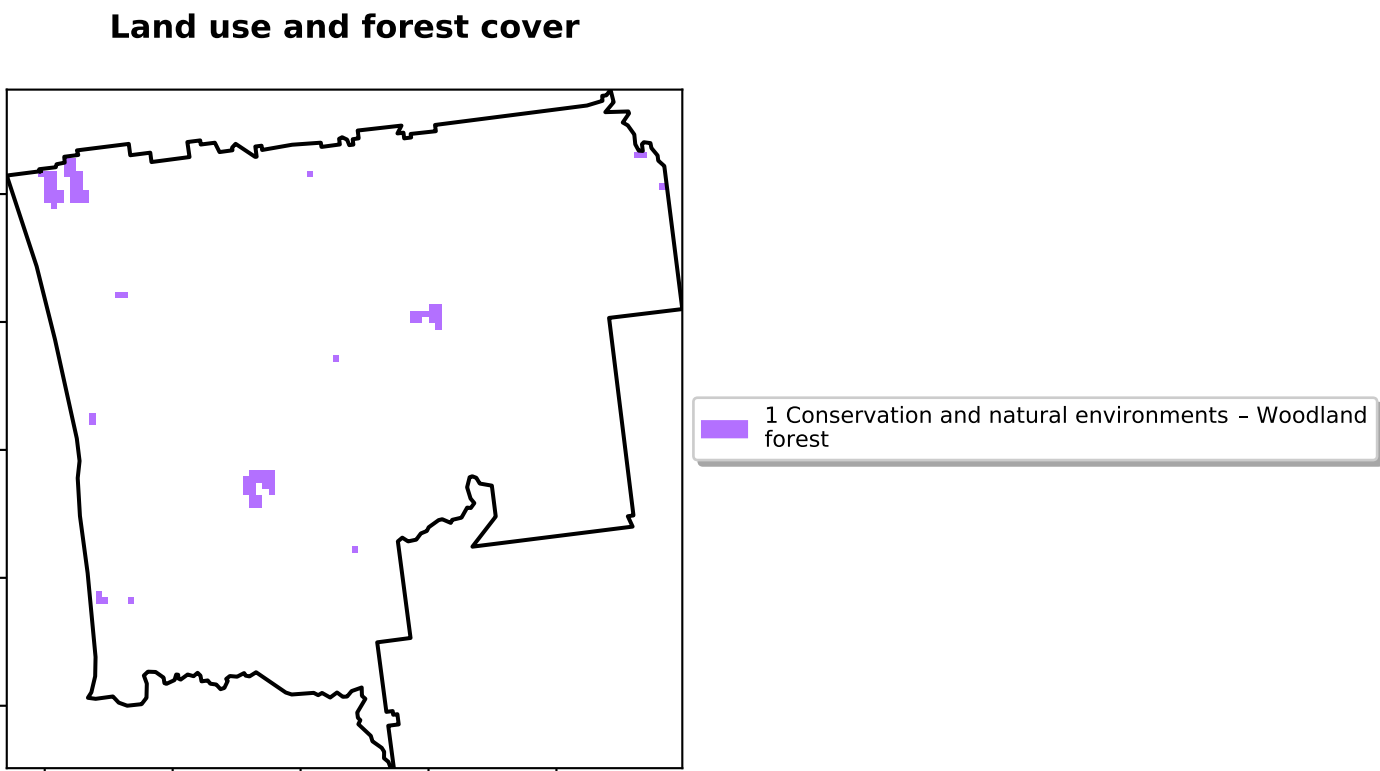 Land use and forest cover
1 Conservation and natural environments – Woodland
forest